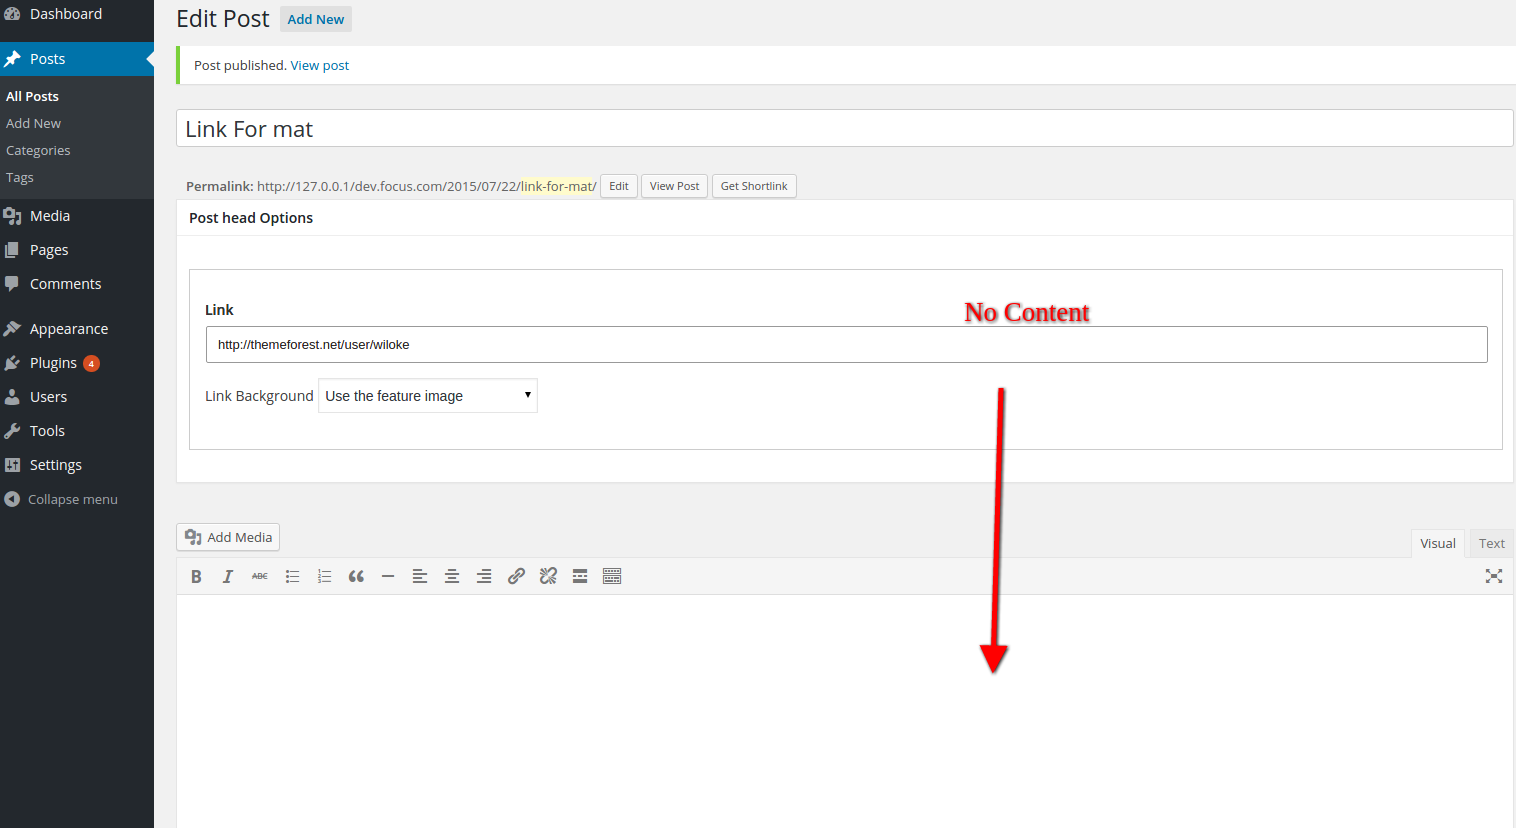 Dashboard
Posts
All Posts
Add New
Categories
Tags
Media
Pages
Comments
Appearance
Plugins 4
Users
Tools
Settings
Collapse menu
Edit Post Add New
Post published. View post
Link For mat
Permalink: http://127.0.0.1/dev.focus.com/2015/07/22/link-for-mat/ Edit View Post Get Shortlink
Post head Options
No Content
Link
http://themeforest.net/user/wiloke
Link Background Use the feature image
Add Media
Visual Text
B I ABC